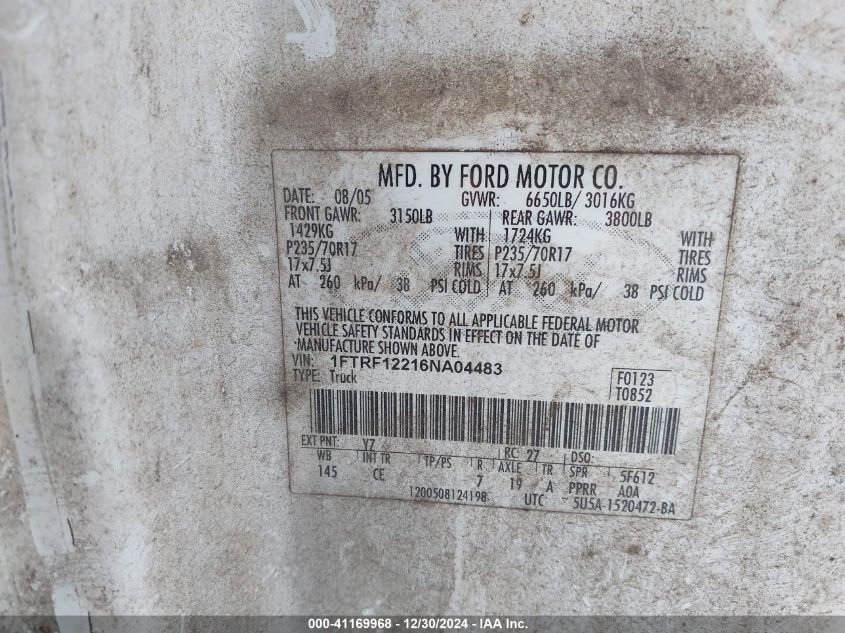 MFD. BY FORD MOTOR CO.
DATE: 08/05 GVWR: 6650LB/ 3016KG
FRONT GAWR: 3150LB REAR GAWR: 3800LB
1429KG WITH 1724KG WITH
P235/70R17 TIRES P235/70R17 TIRES
17x7.5J RIMS 17x7.5J RIMS
AT 260 kPa/ 38 PSI COLD AT 260 kPa/ 38 PSI COLD
THIS VEHICLE CONFORMS TO ALL APPLICABLE FEDERAL MOTOR
VEHICLE SAFETY STANDARDS IN EFFECT ON THE DATE OF
MANUFACTURE SHOWN ABOVE.
VIN: 1FTRF12216NA04483
TYPE: Truck
F0123
T0852
EXT PNT: YZ RC: 27 DSO:
WB INT TR TP/PS R AXLE TR SPR 5F612
145 CE 7 19 A PPRR A0A
1200508124198 UTC 5U5A-1520472-BA
000-41169968 - 12/30/2024 - IAA Inc.